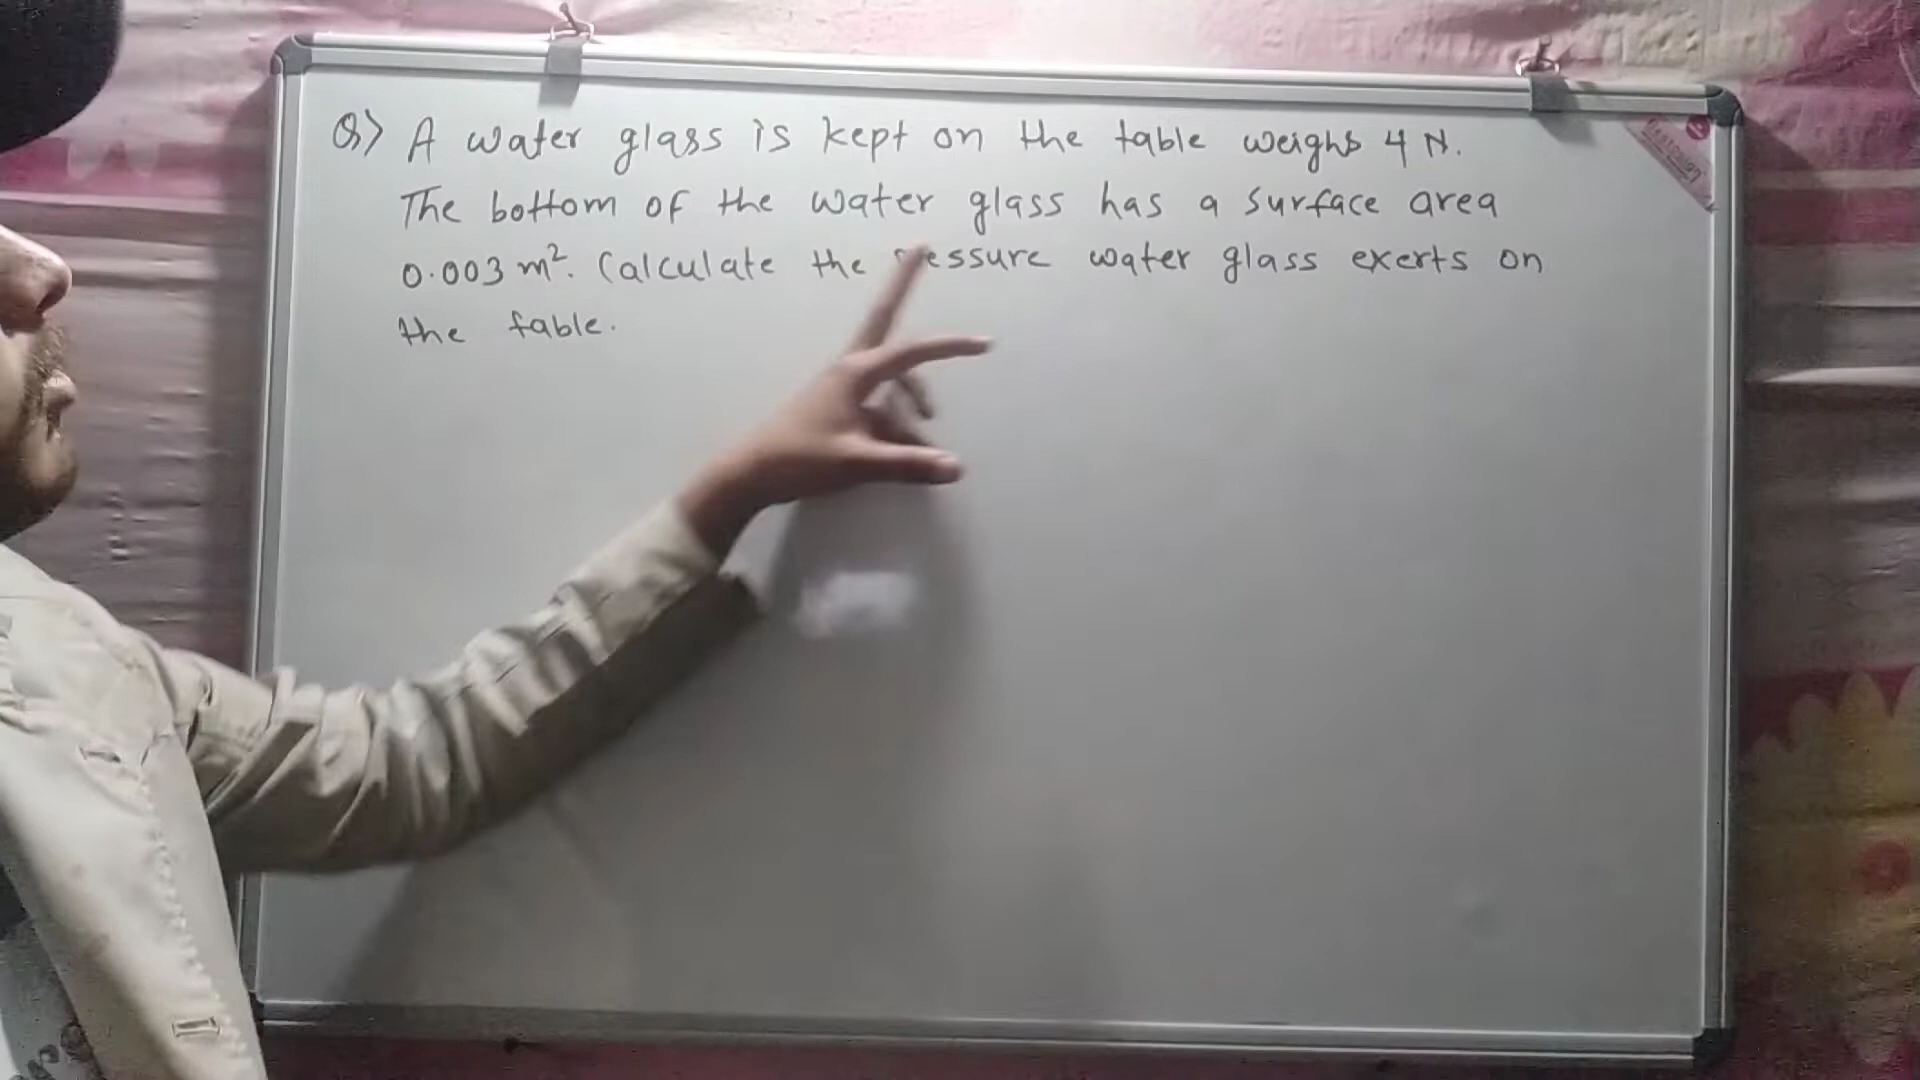 Q) A water glass is kept on the table weighs 4 N.
The bottom of the water glass has a surface area
0.003 m². Calculate the pressure water glass exerts on
the table.